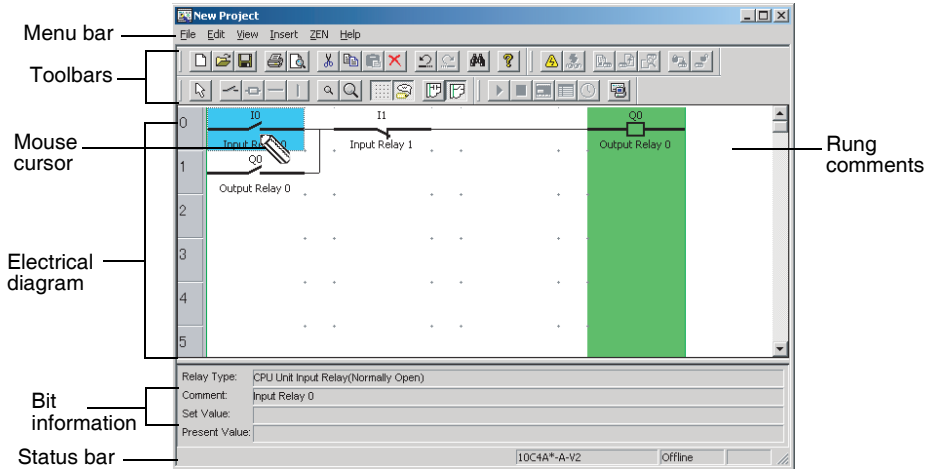 New Project
Menu bar
File Edit View Insert ZEN Help
Toolbars
Mouse cursor
Electrical diagram
0
I0
I1
Q0
Input Relay 1
Output Relay 0
Rung comments
1
Q0
Output Relay 0
2
3
4
5
Bit information
Relay Type: CPU Unit Input Relay(Normally Open)
Comment: Input Relay 0
Set Value:
Present Value:
Status bar
10C4A*-A-V2 Offline